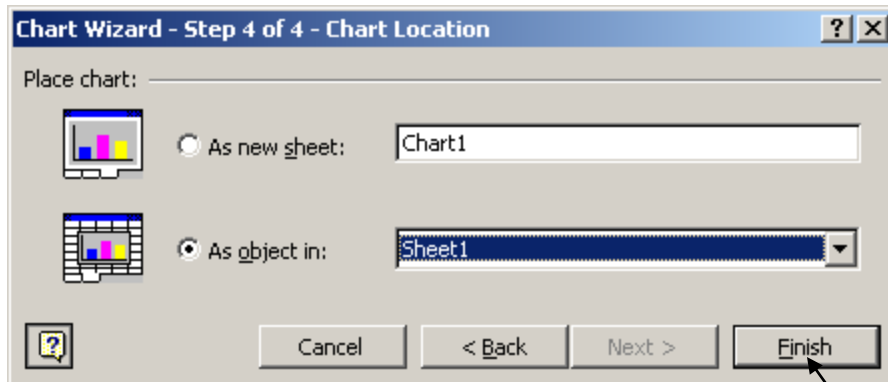 Chart Wizard - Step 4 of 4 - Chart Location
Place chart:
As new sheet: Chart1
As object in: Sheet1
Cancel < Back Next > Finish